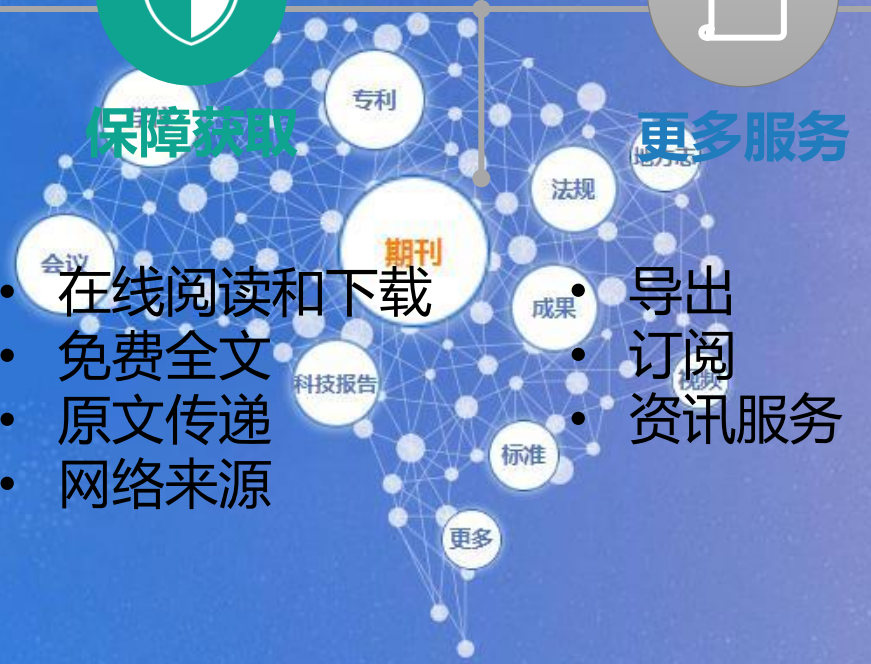 专利
保障获取
更多服务
法规
期刊
会议
• 在线阅读和下载
• 免费全文
• 原文传递
• 网络来源
成果
• 导出
• 订阅
• 资讯服务
科技报告
视频
标准
更多